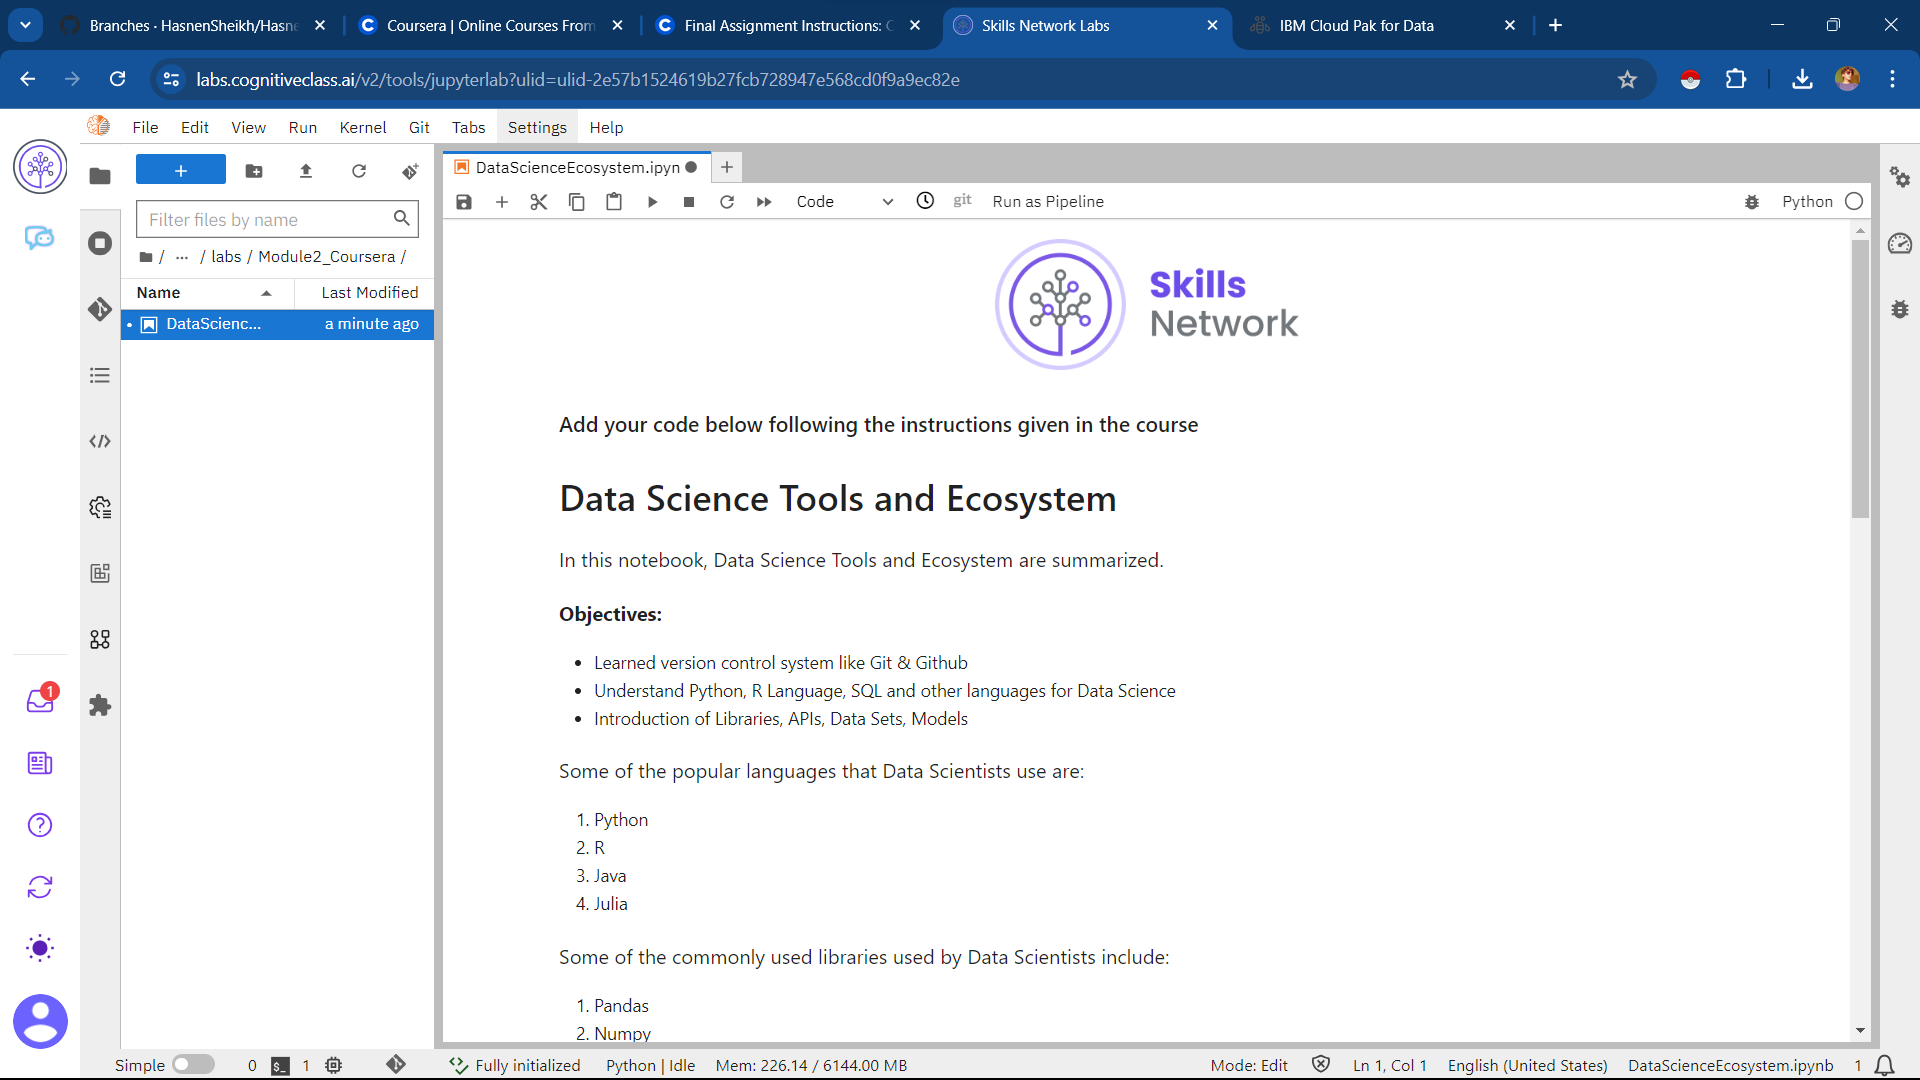 Branches · HasnenSheikh/Hasne
Coursera | Online Courses From
Final Assignment Instructions: C
Skills Network Labs
IBM Cloud Pak for Data
labs.cognitiveclass.ai/v2/tools/jupyterlab?ulid=ulid-2e57b1524619b27fcb728947e568cd0f9a9ec82e
File Edit View Run Kernel Git Tabs Settings Help
DataScienceEcosystem.ipyn
Filter files by name
Code
git
Run as Pipeline
Python
/ ... / labs / Module2_Coursera /
Name
Last Modified
DataScienc...
a minute ago
Skills
Network
Add your code below following the instructions given in the course
Data Science Tools and Ecosystem
In this notebook, Data Science Tools and Ecosystem are summarized.
Objectives:
• Learned version control system like Git & Github
• Understand Python, R Language, SQL and other languages for Data Science
• Introduction of Libraries, APIs, Data Sets, Models
Some of the popular languages that Data Scientists use are:
1. Python
2. R
3. Java
4. Julia
Some of the commonly used libraries used by Data Scientists include:
1. Pandas
2. Numpy
1
Simple
0
1
Fully initialized
Python | Idle
Mem: 226.14 / 6144.00 MB
Mode: Edit
Ln 1, Col 1
English (United States)
DataScienceEcosystem.ipynb
1